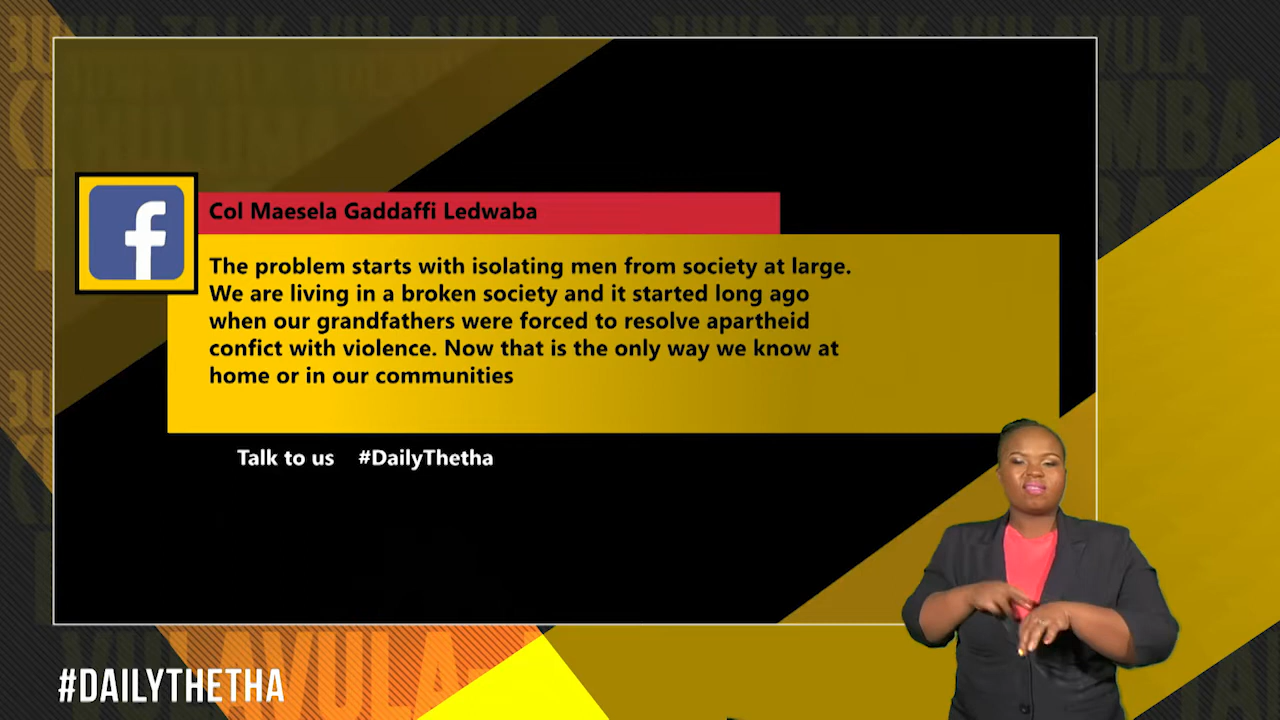 Col Maesela Gaddaffi Ledwaba
The problem starts with isolating men from society at large.
We are living in a broken society and it started long ago
when our grandfathers were forced to resolve apartheid
confict with violence. Now that is the only way we know at
home or in our communities
Talk to us #DailyThetha
VULAVULA
#DAILYTHETHA